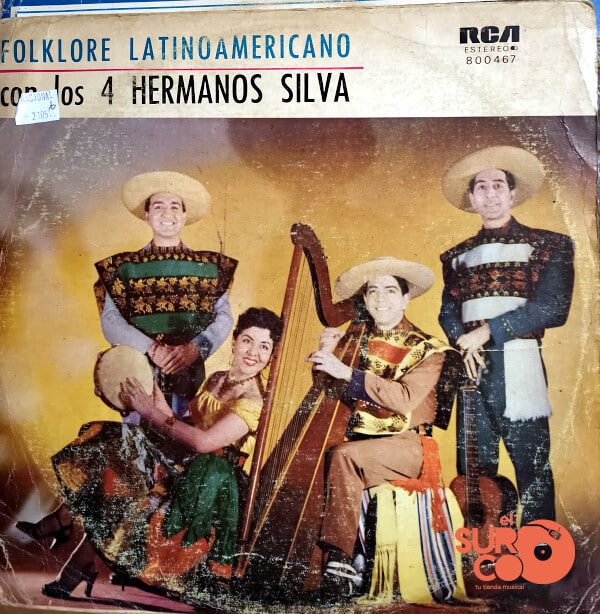 FOLKLORE LATINOAMERICANO
con los 4 HERMANOS SILVA
RCA
ESTEREO
800467
el
SURCO
tu tienda musical